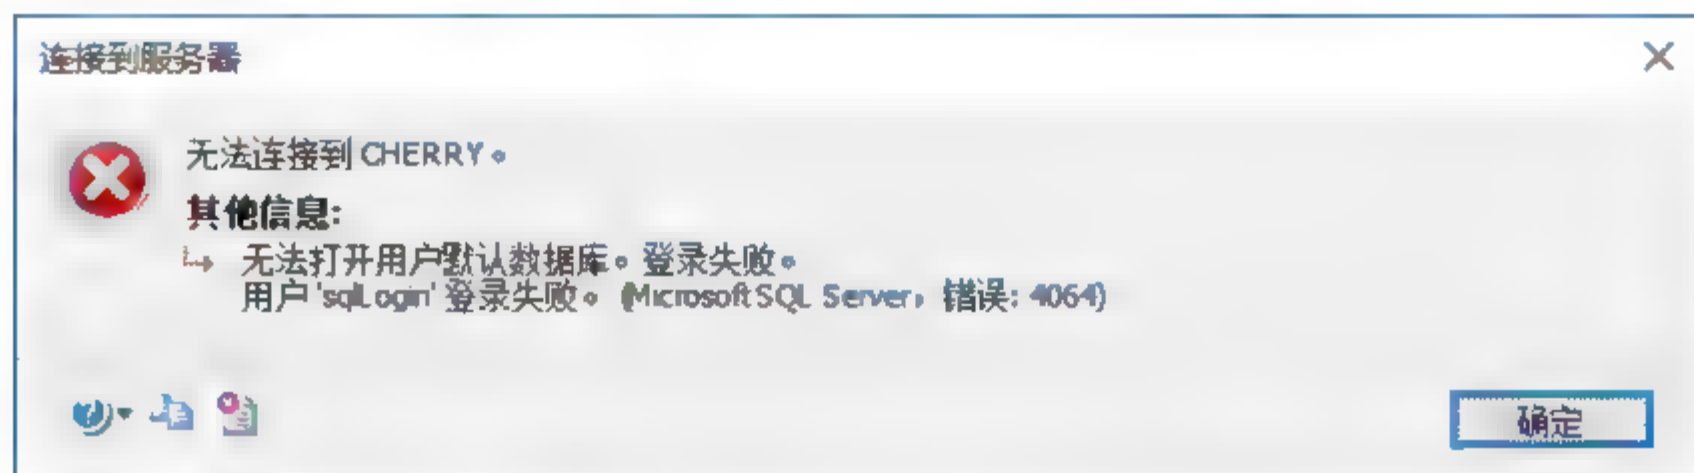 连接到服务器
无法连接到 CHERRY。
其他信息:
无法打开用户默认数据库。登录失败。
用户 'sqlLogin' 登录失败。 (Microsoft SQL Server, 错误: 4064)
确定